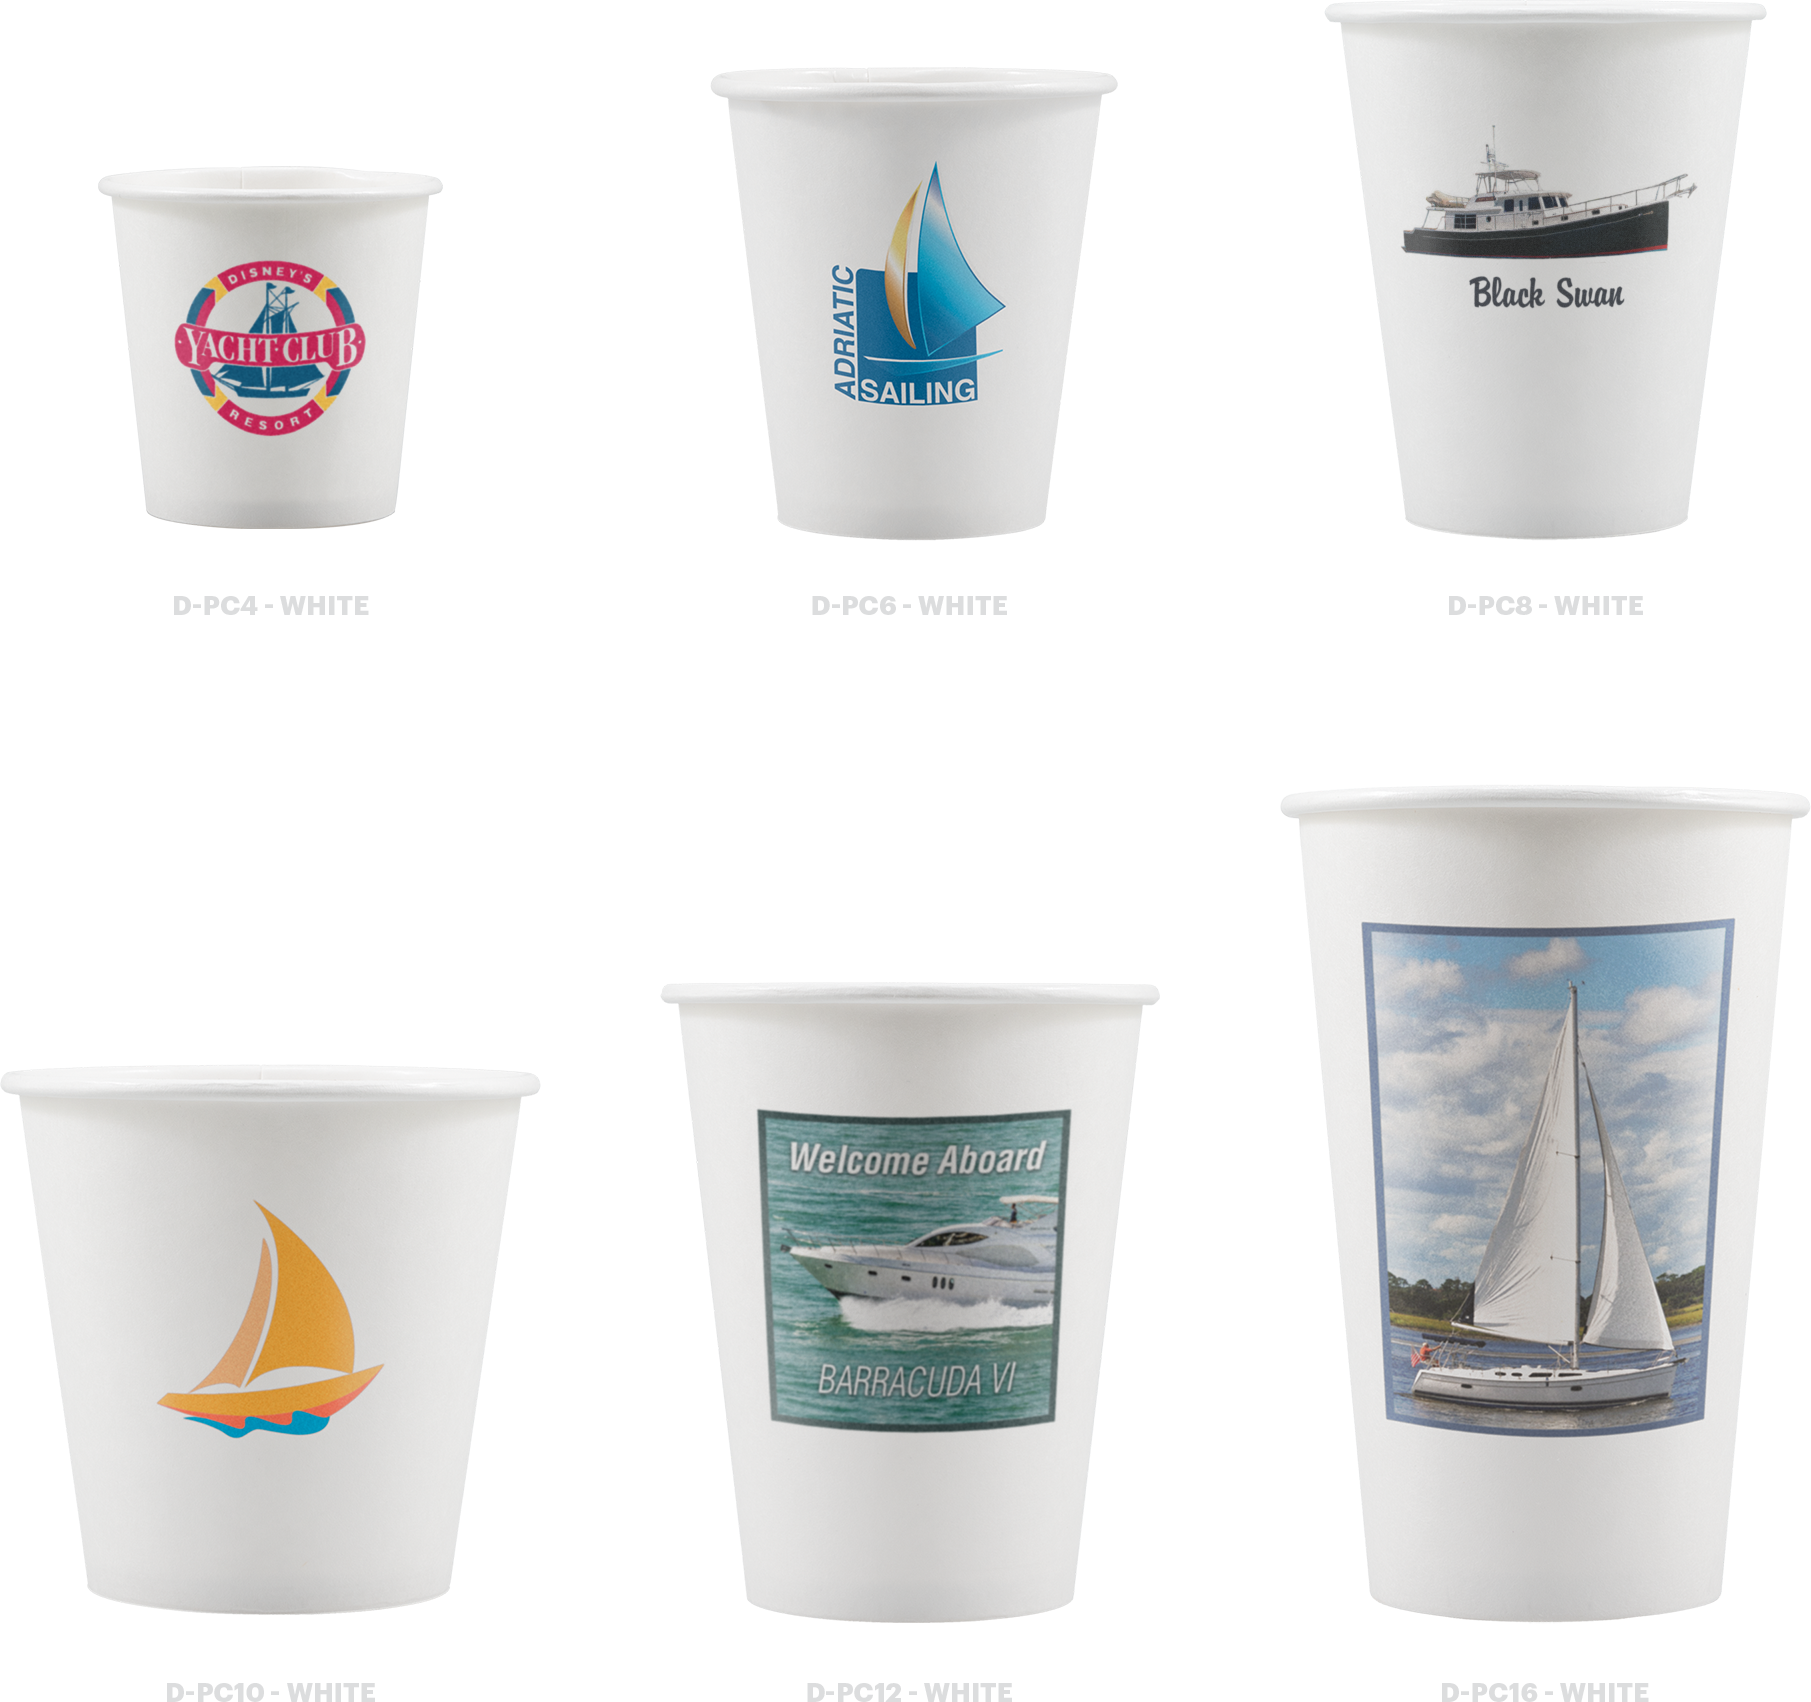 DISNEY'S
·YACHT·CLUB·
RESORT
ADRIATIC
SAILING
Black Swan
D-PC4 - WHITE
D-PC6 - WHITE
D-PC8 - WHITE
Welcome Aboard
BARRACUDA VI
D-PC10 - WHITE
D-PC12 - WHITE
D-PC16 - WHITE